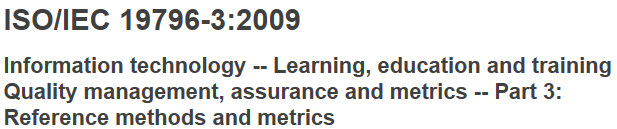 ISO/IEC 19796-3:2009
Information technology -- Learning, education and training
Quality management, assurance and metrics -- Part 3:
Reference methods and metrics